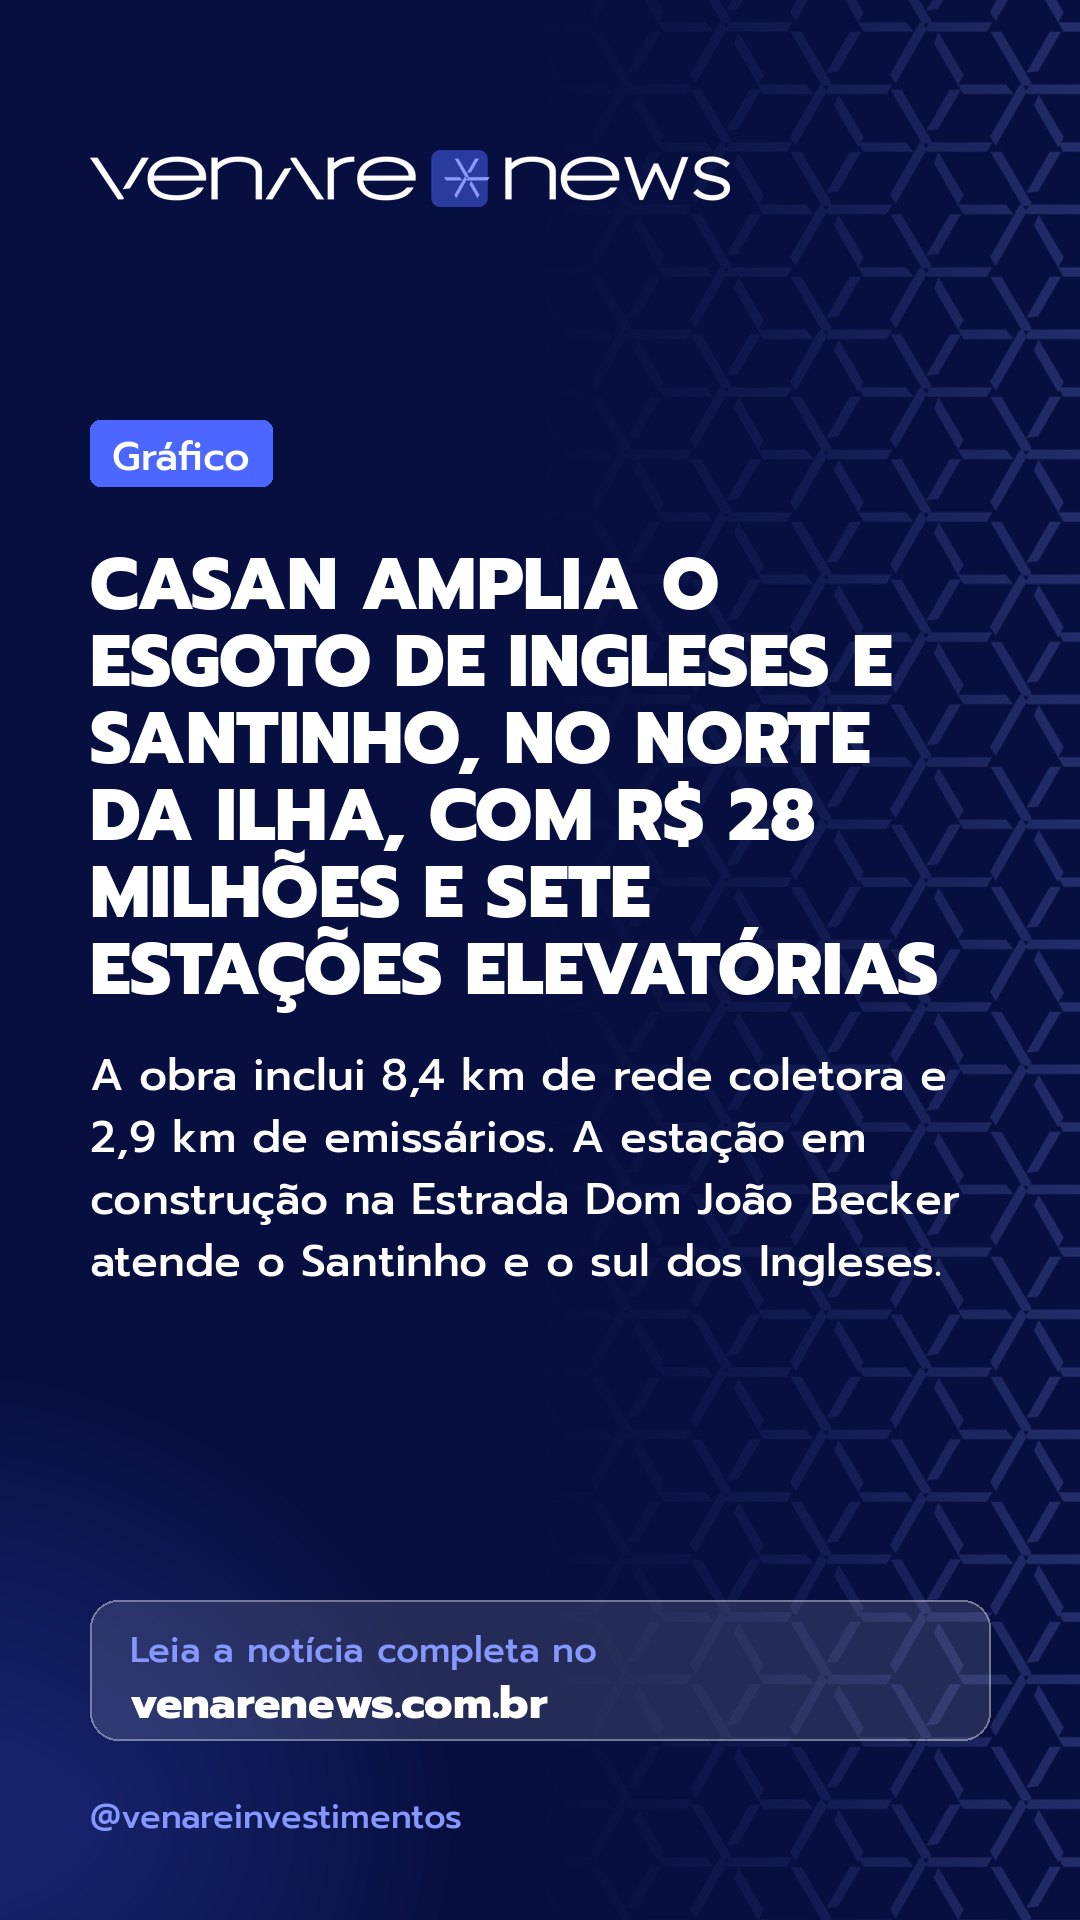 venare news
Gráfico
CASAN AMPLIA O
ESGOTO DE INGLESES E
SANTINHO, NO NORTE
DA ILHA, COM R$ 28
MILHÕES E SETE
ESTAÇÕES ELEVATÓRIAS
A obra inclui 8,4 km de rede coletora e
2,9 km de emissários. A estação em
construção na Estrada Dom João Becker
atende o Santinho e o sul dos Ingleses.
Leia a notícia completa no
venarenews.com.br
@venareinvestimentos